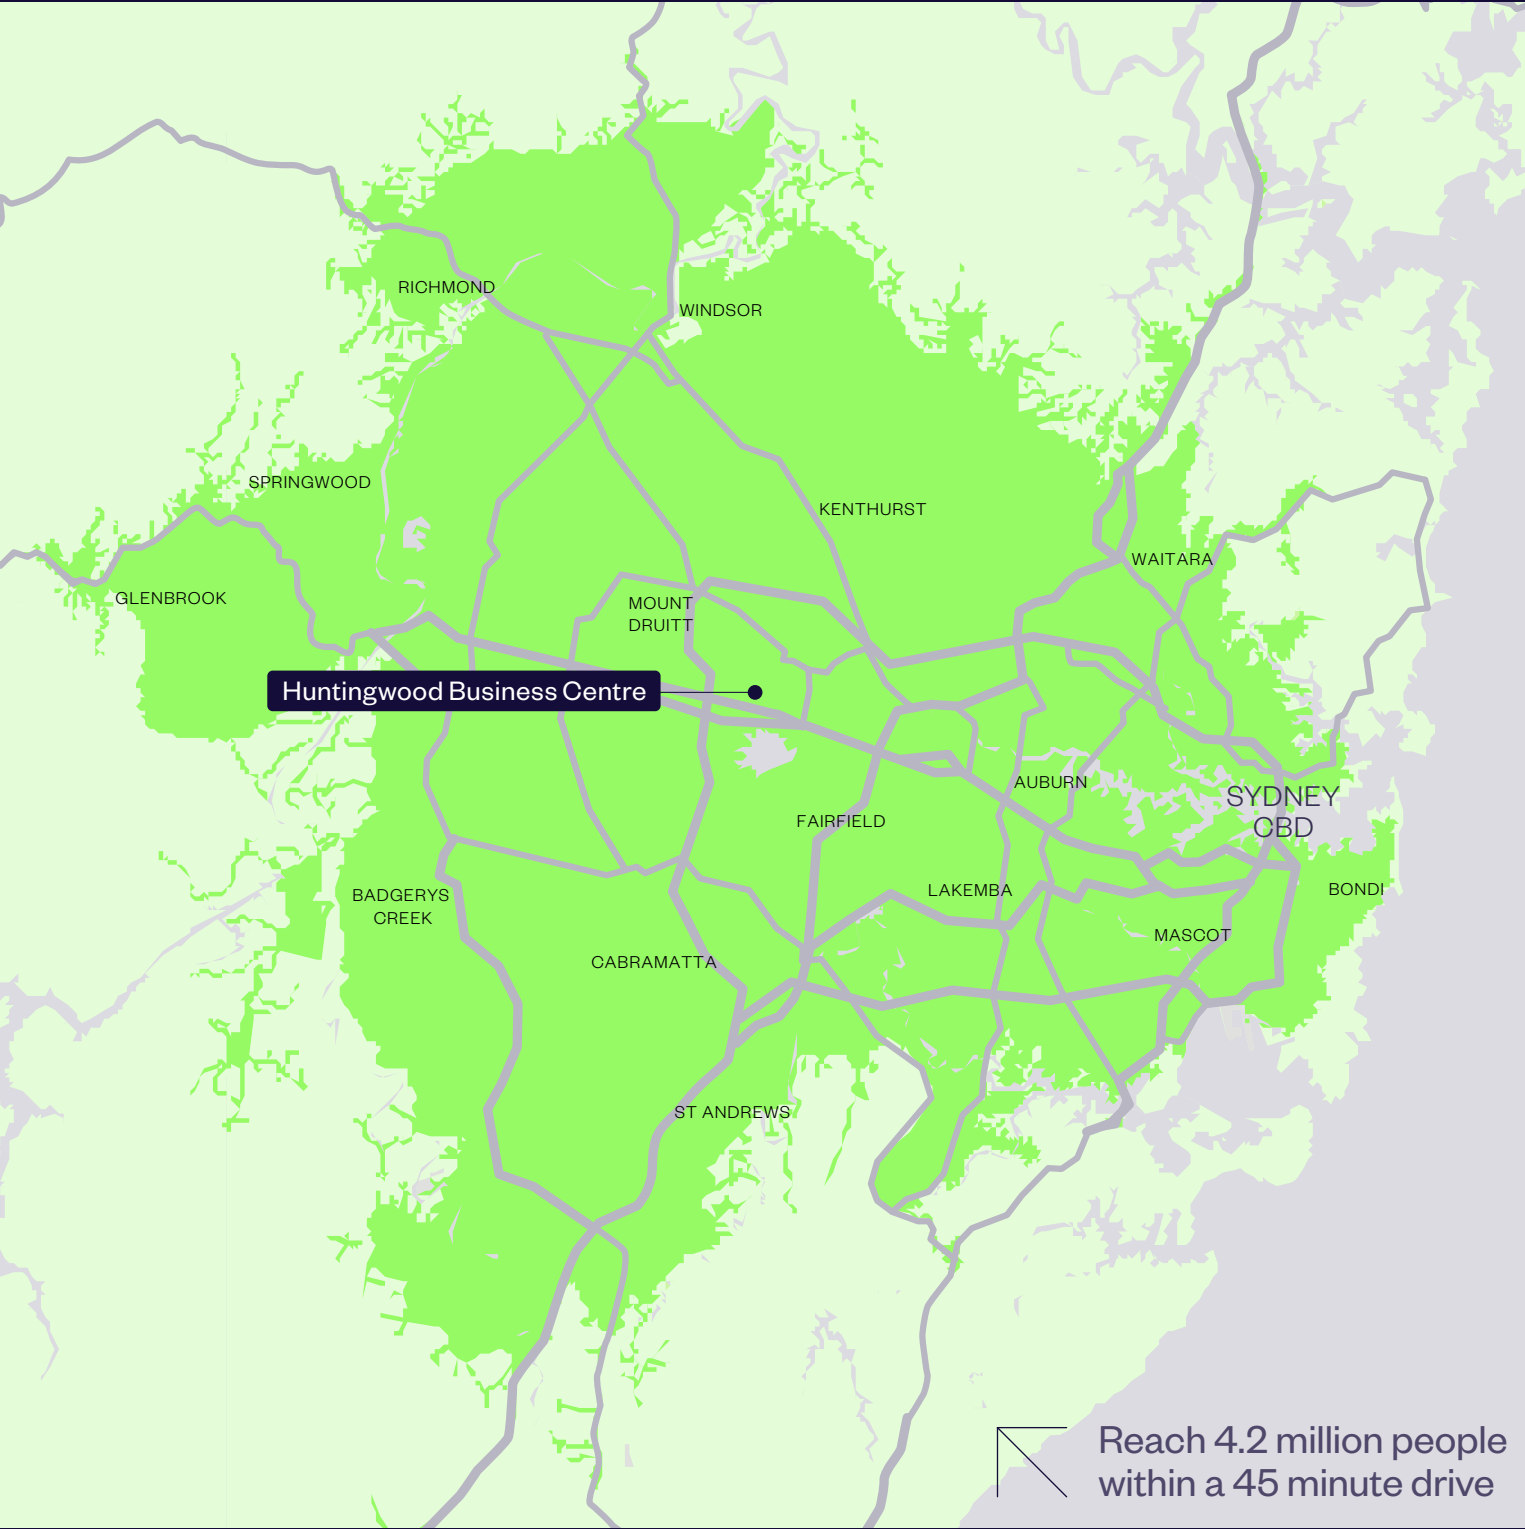 RICHMOND
WINDSOR
SPRINGWOOD
KENTHURST
WAITARA
GLENBROOK
MOUNT
DRUITT
Huntingwood Business Centre
AUBURN
SYDNEY
CBD
FAIRFIELD
BADGERYS
CREEK
LAKEMBA
BONDI
MASCOT
CABRAMATTA
ST ANDREWS
Reach 4.2 million people
within a 45 minute drive